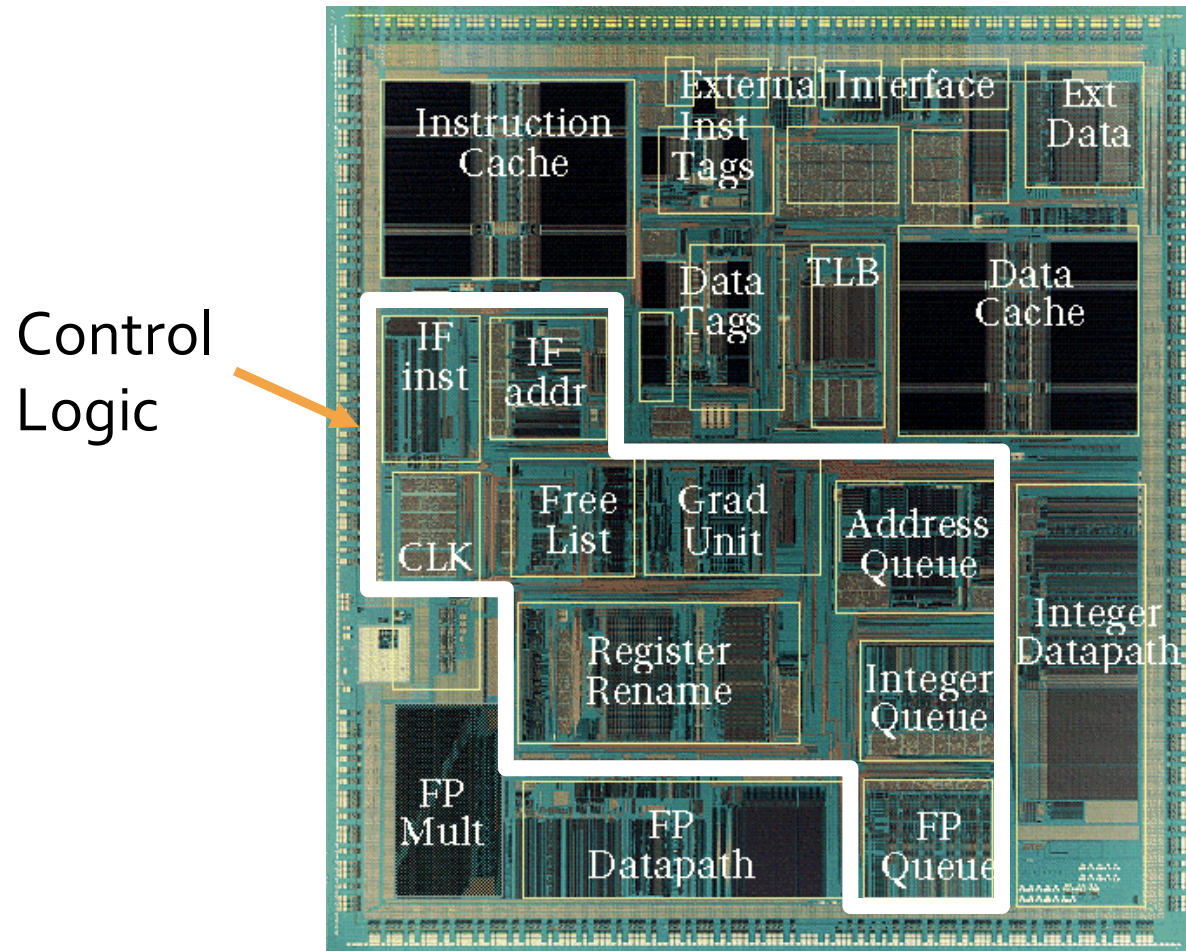 Control
Logic
Instruction
Cache
External Interface
Inst
Tags
Ext
Data
Data
Tags
TLB
Data
Cache
IF
inst
IF
addr
CLK
Free
List
Grad
Unit
Address
Queue
Integer
Datapath
Register
Rename
Integer
Queue
FP
Mult
FP
Datapath
FP
Queue